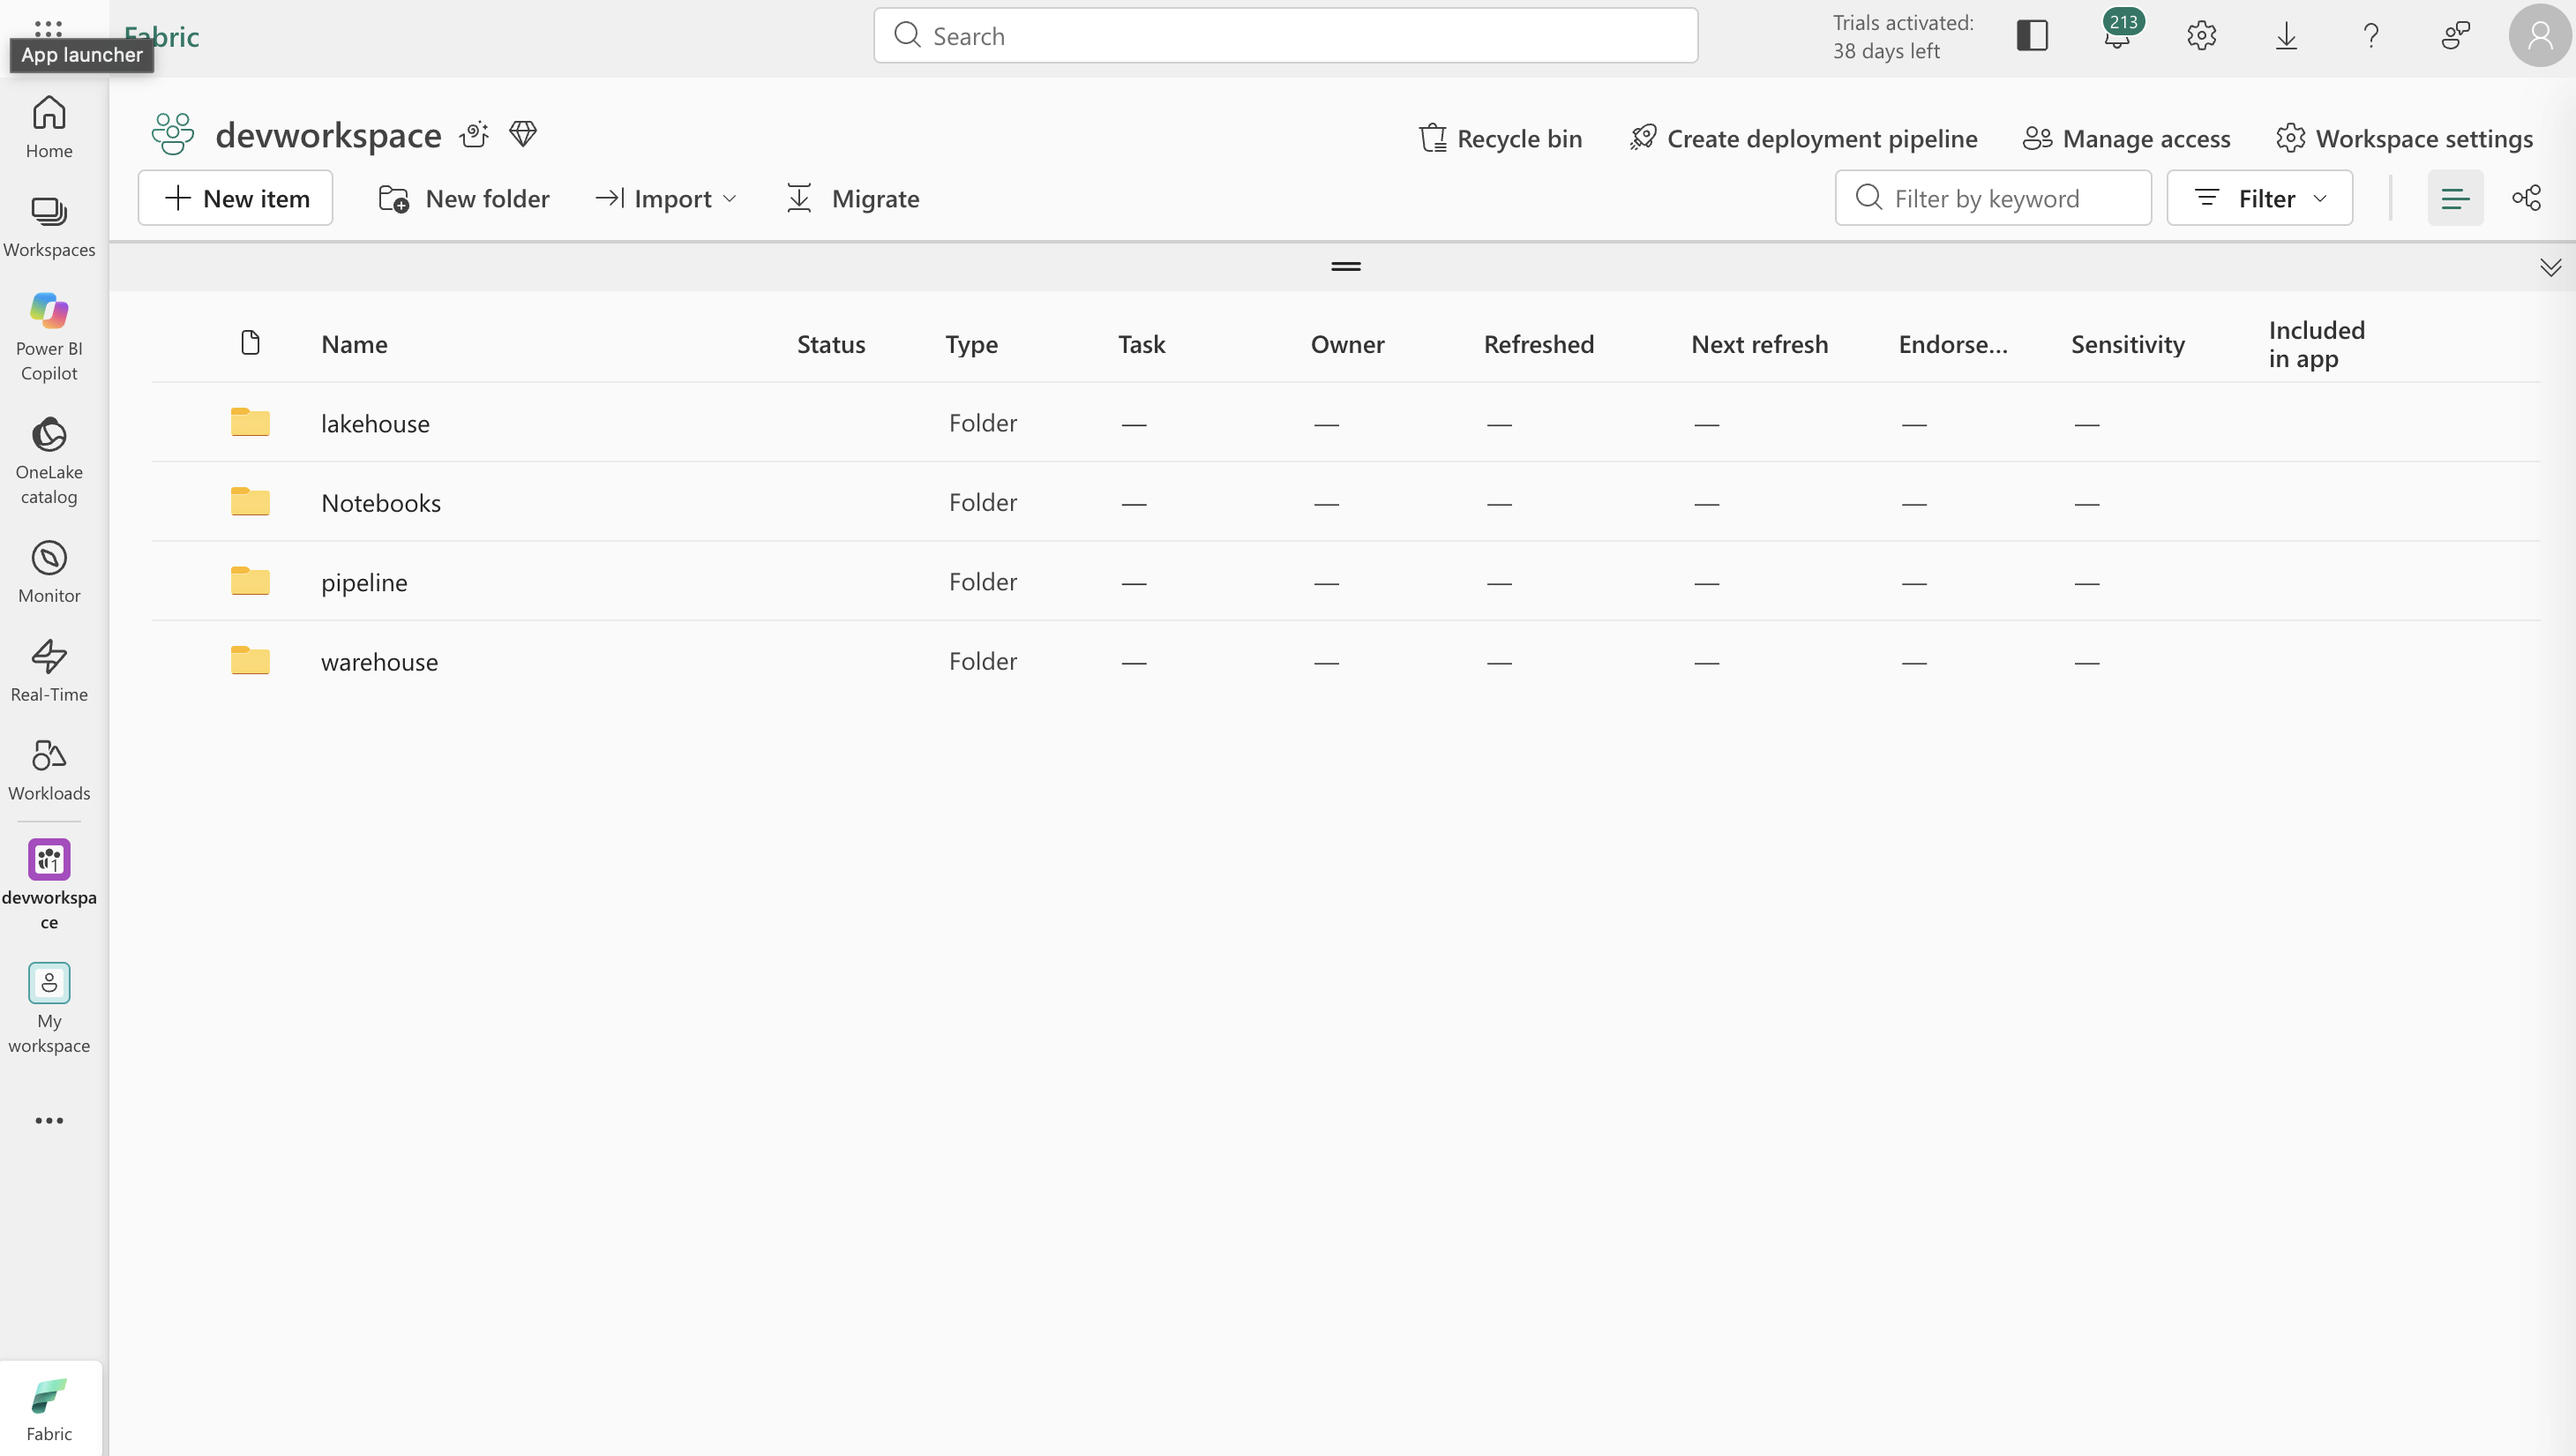 Fabric
App launcher
Search
Trials activated:
38 days left
213
Home
Workspaces
Power BI
Copilot
OneLake
catalog
Monitor
Real-Time
Workloads
1
devworkspa
ce
My
workspace
Fabric
devworkspace
Recycle bin
Create deployment pipeline
Manage access
Workspace settings
New item
New folder
Import
Migrate
Filter by keyword
Filter
Name Status Type Task Owner Refreshed Next refresh Endorse... Sensitivity Included
in app
lakehouse Folder — — — — — —
Notebooks Folder — — — — — —
pipeline Folder — — — — — —
warehouse Folder — — — — — —